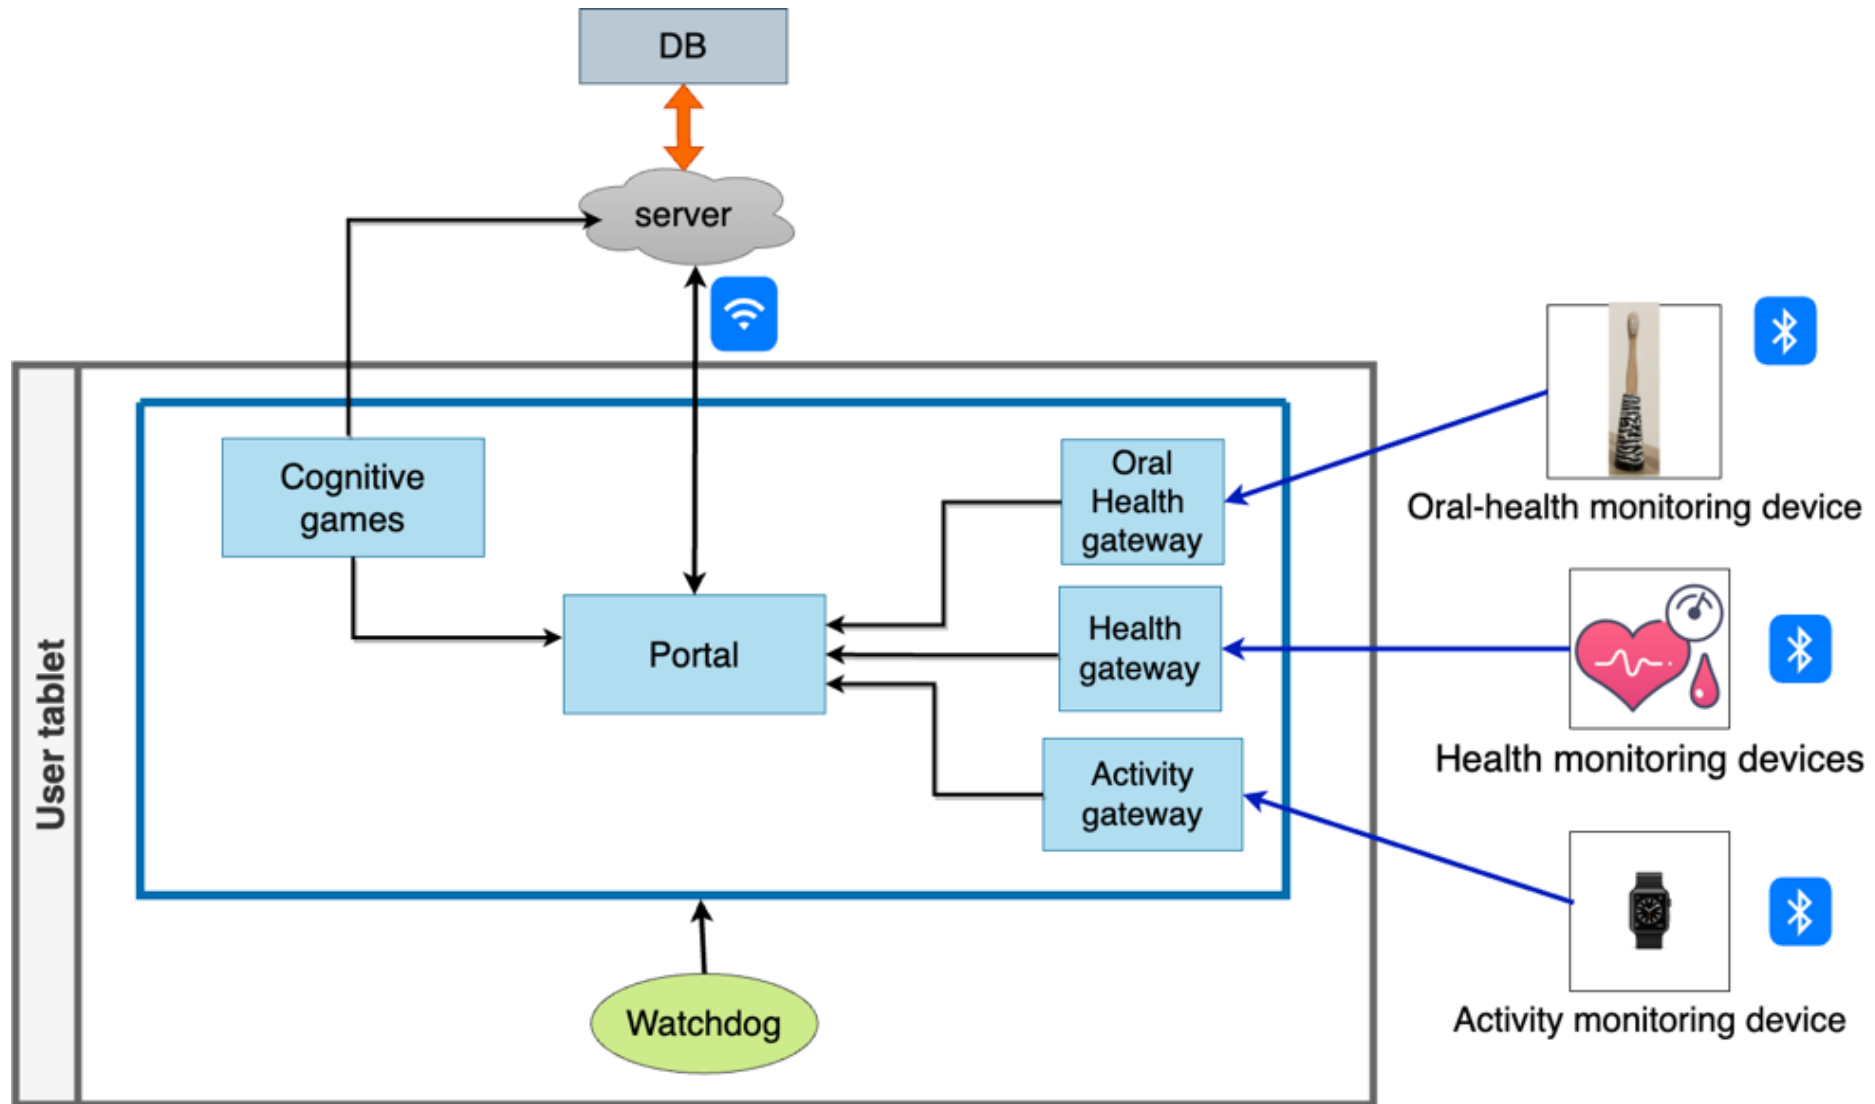 DB
server
Cognitive
games
Oral
Health
gateway
Oral-health monitoring device
Portal
Health
gateway
Health monitoring devices
Activity
gateway
Activity monitoring device
User tablet
Watchdog